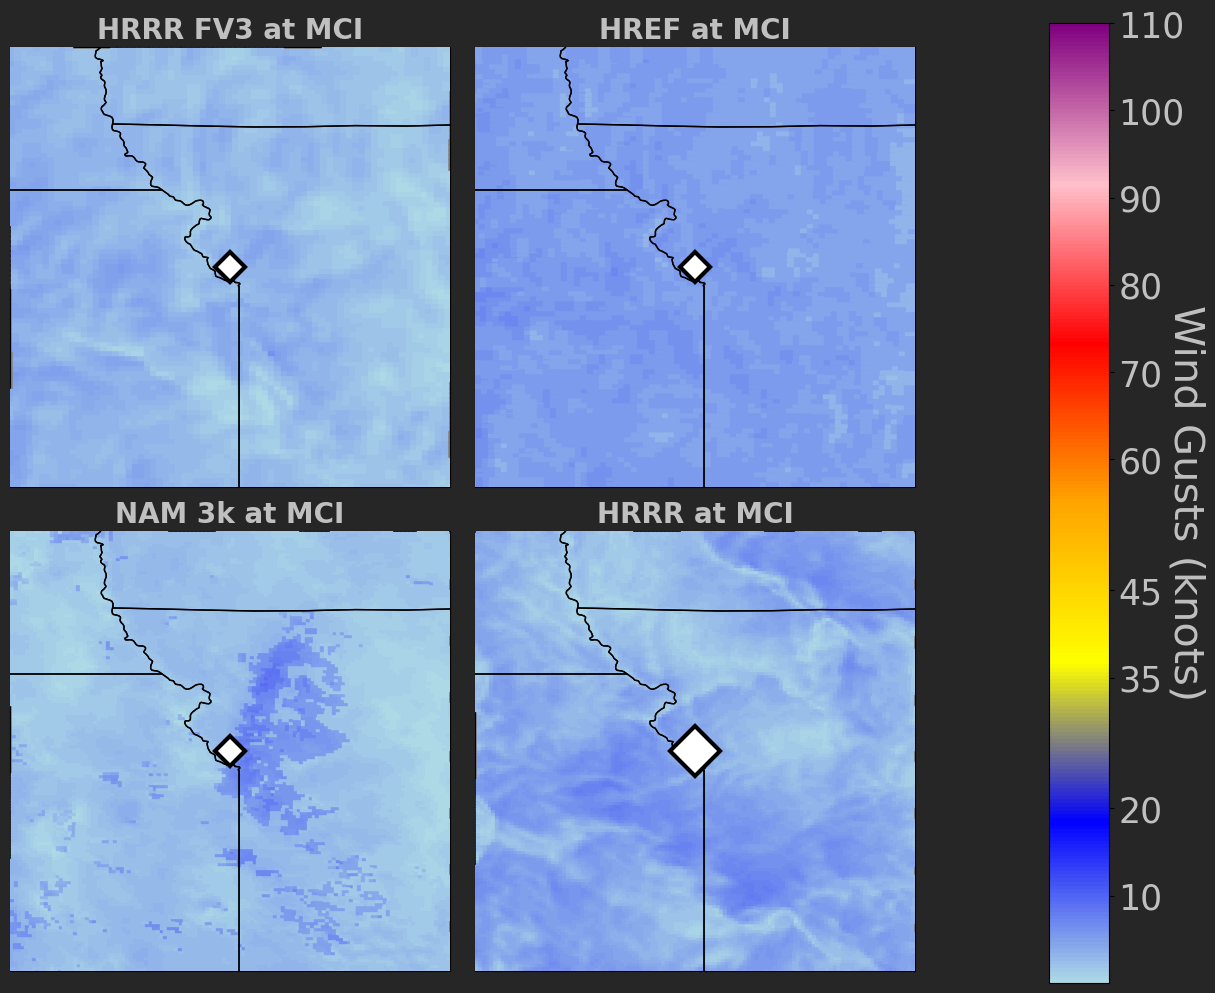 HRRR FV3 at MCI
HREF at MCI
NAM 3k at MCI
HRRR at MCI
110
100
90
80
70
60
45
35
20
10
Wind Gusts (knots)